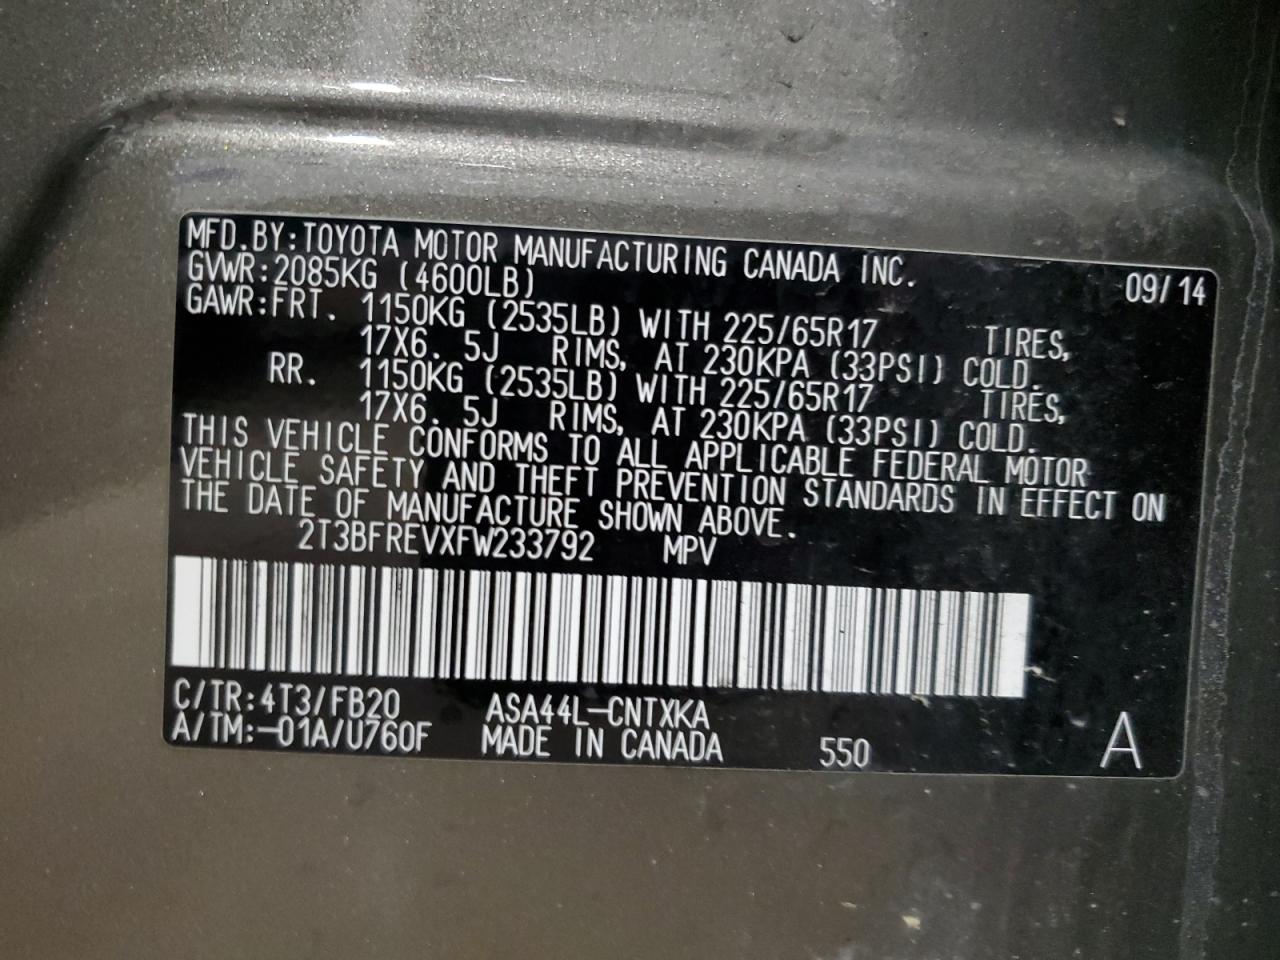 MFD.BY:TOYOTA MOTOR MANUFACTURING CANADA INC.
GVWR:2085KG (4600LB) 09/14
GAWR:FRT. 1150KG (2535LB) WITH 225/65R17 TIRES,
17X6. 5J RIMS, AT 230KPA (33PSI) COLD.
RR. 1150KG (2535LB) WITH 225/65R17 TIRES,
17X6. 5J RIMS, AT 230KPA (33PSI) COLD.
THIS VEHICLE CONFORMS TO ALL APPLICABLE FEDERAL MOTOR
VEHICLE SAFETY AND THEFT PREVENTION STANDARDS IN EFFECT ON
THE DATE OF MANUFACTURE SHOWN ABOVE.
2T3BFREVXFW233792 MPV
C/TR:4T3/FB20 ASA44L-CNTXKA
A/TM:-01A/U760F MADE IN CANADA 550 A